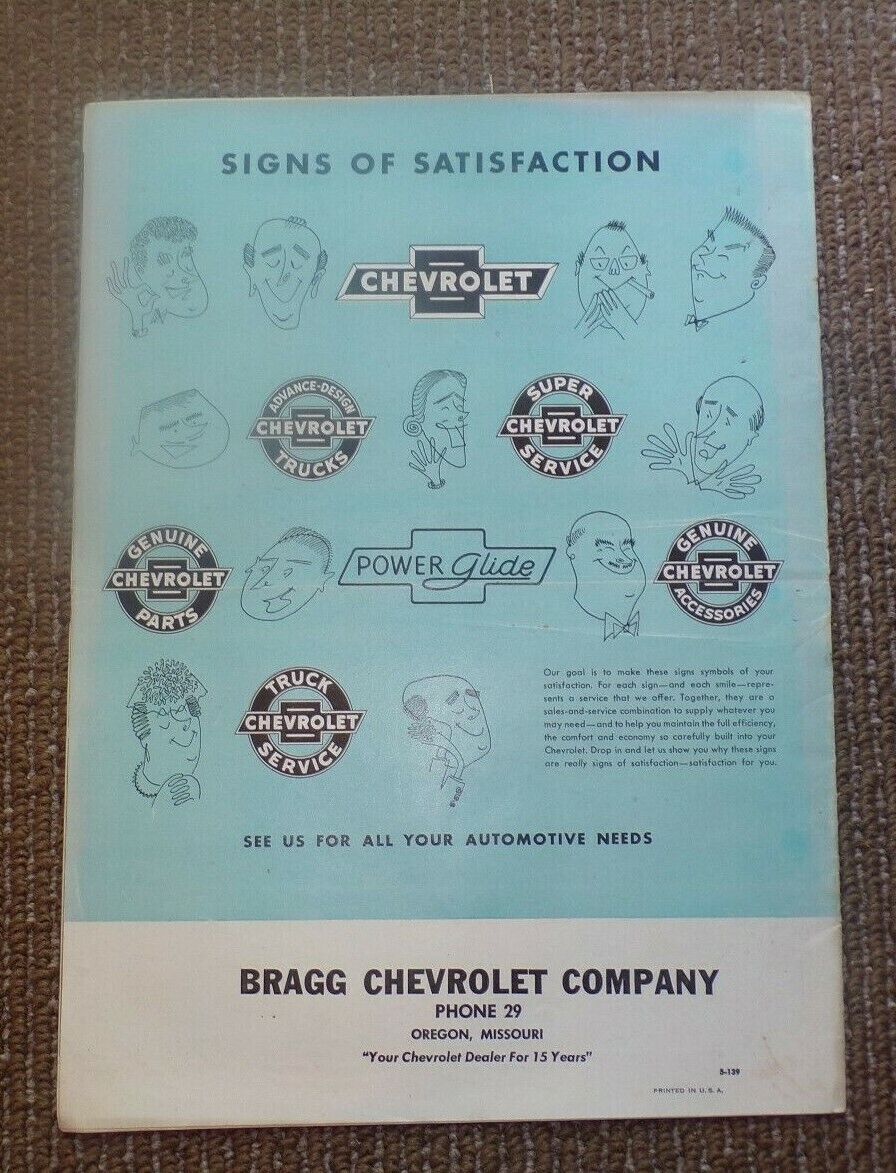 SIGNS OF SATISFACTION
CHEVROLET
ADVANCE-DESIGN
CHEVROLET
TRUCKS
SUPER
CHEVROLET
SERVICE
GENUINE
CHEVROLET
PARTS
POWER Glide
GENUINE
CHEVROLET
ACCESSORIES
TRUCK
CHEVROLET
SERVICE
Our goal is to make these signs symbols of your
satisfaction. For each sign—and each smile—repre-
sents a service that we offer. Together, they are a
sales-and-service combination to supply whatever you
may need—and to help you maintain the full efficiency,
the comfort and economy so carefully built into your
Chevrolet. Drop in and let us show you why these signs
are really signs of satisfaction—satisfaction for you.
SEE US FOR ALL YOUR AUTOMOTIVE NEEDS
BRAGG CHEVROLET COMPANY
PHONE 29
OREGON, MISSOURI
"Your Chevrolet Dealer For 15 Years"
5-139
PRINTED IN U. S. A.